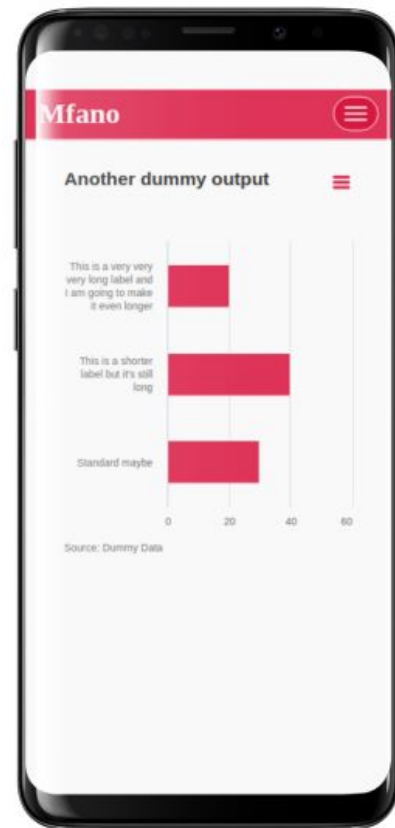 Mfano
Another dummy output
This is a very very
very long label and
I am going to make
it even longer
This is a shorter
label but it's still
long
Standard maybe
0 20 40 60
Source: Dummy Data